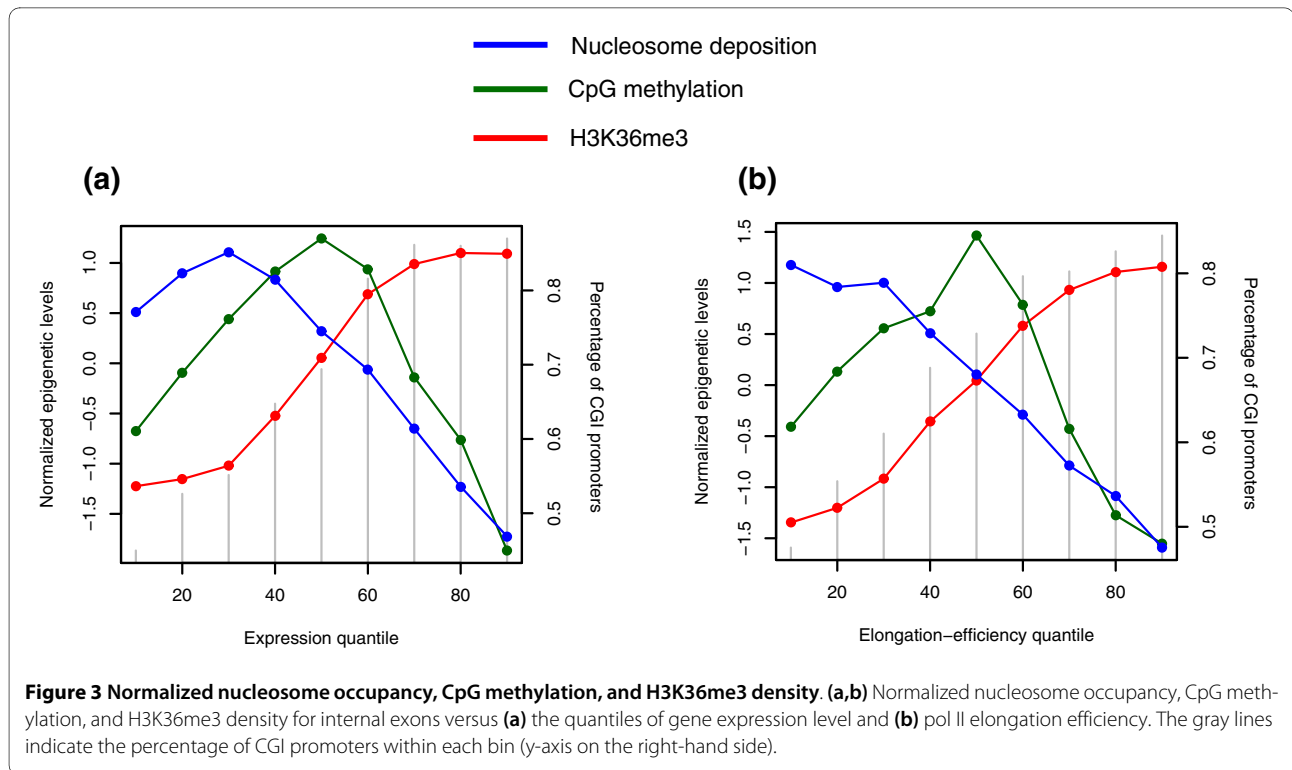 Nucleosome deposition
CpG methylation
H3K36me3
(a)
(b)
Normalized epigenetic levels
1.0
0.5
0.0
−0.5
−1.0
−1.5
20
40
60
80
Expression quantile
0.8
0.7
0.6
0.5
Percentage of CGI promoters
Normalized epigenetic levels
1.5
1.0
0.5
0.0
−0.5
−1.0
−1.5
20
40
60
80
Elongation−efficiency quantile
0.8
0.7
0.6
0.5
Percentage of CGI promoters
Figure 3 Normalized nucleosome occupancy, CpG methylation, and H3K36me3 density. (a,b) Normalized nucleosome occupancy, CpG meth-
ylation, and H3K36me3 density for internal exons versus (a) the quantiles of gene expression level and (b) pol II elongation efficiency. The gray lines
indicate the percentage of CGI promoters within each bin (y-axis on the right-hand side).